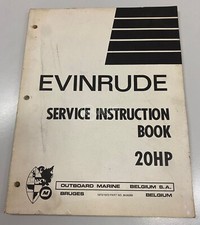 EVINRUDE
SERVICE INSTRUCTION
BOOK
20HP
OUTBOARD MARINE BELGIUM S.A.
BRUGES BELGIUM